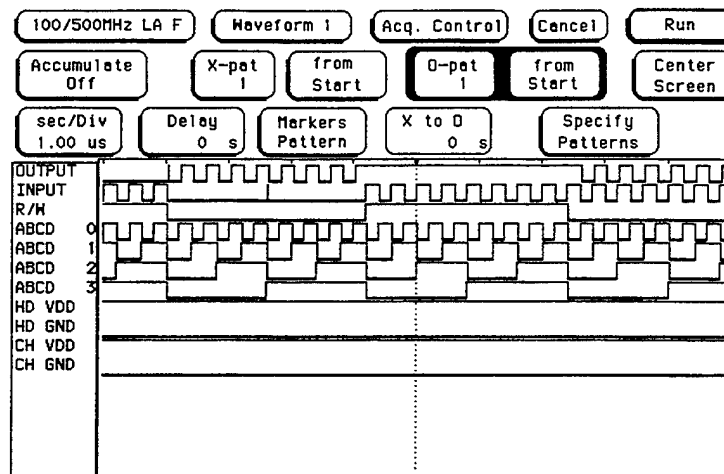 100/500MHz LA F Waveform 1 Acq. Control Cancel Run
Accumulate Off X-pat 1 from Start O-pat 1 from Start Center Screen
sec/Div 1.00 us Delay 0 s Markers Pattern X to O 0 s Specify Patterns
OUTPUT
INPUT
R/W
ABCD 0
ABCD 1
ABCD 2
ABCD 3
HD VDD
HD GND
CH VDD
CH GND